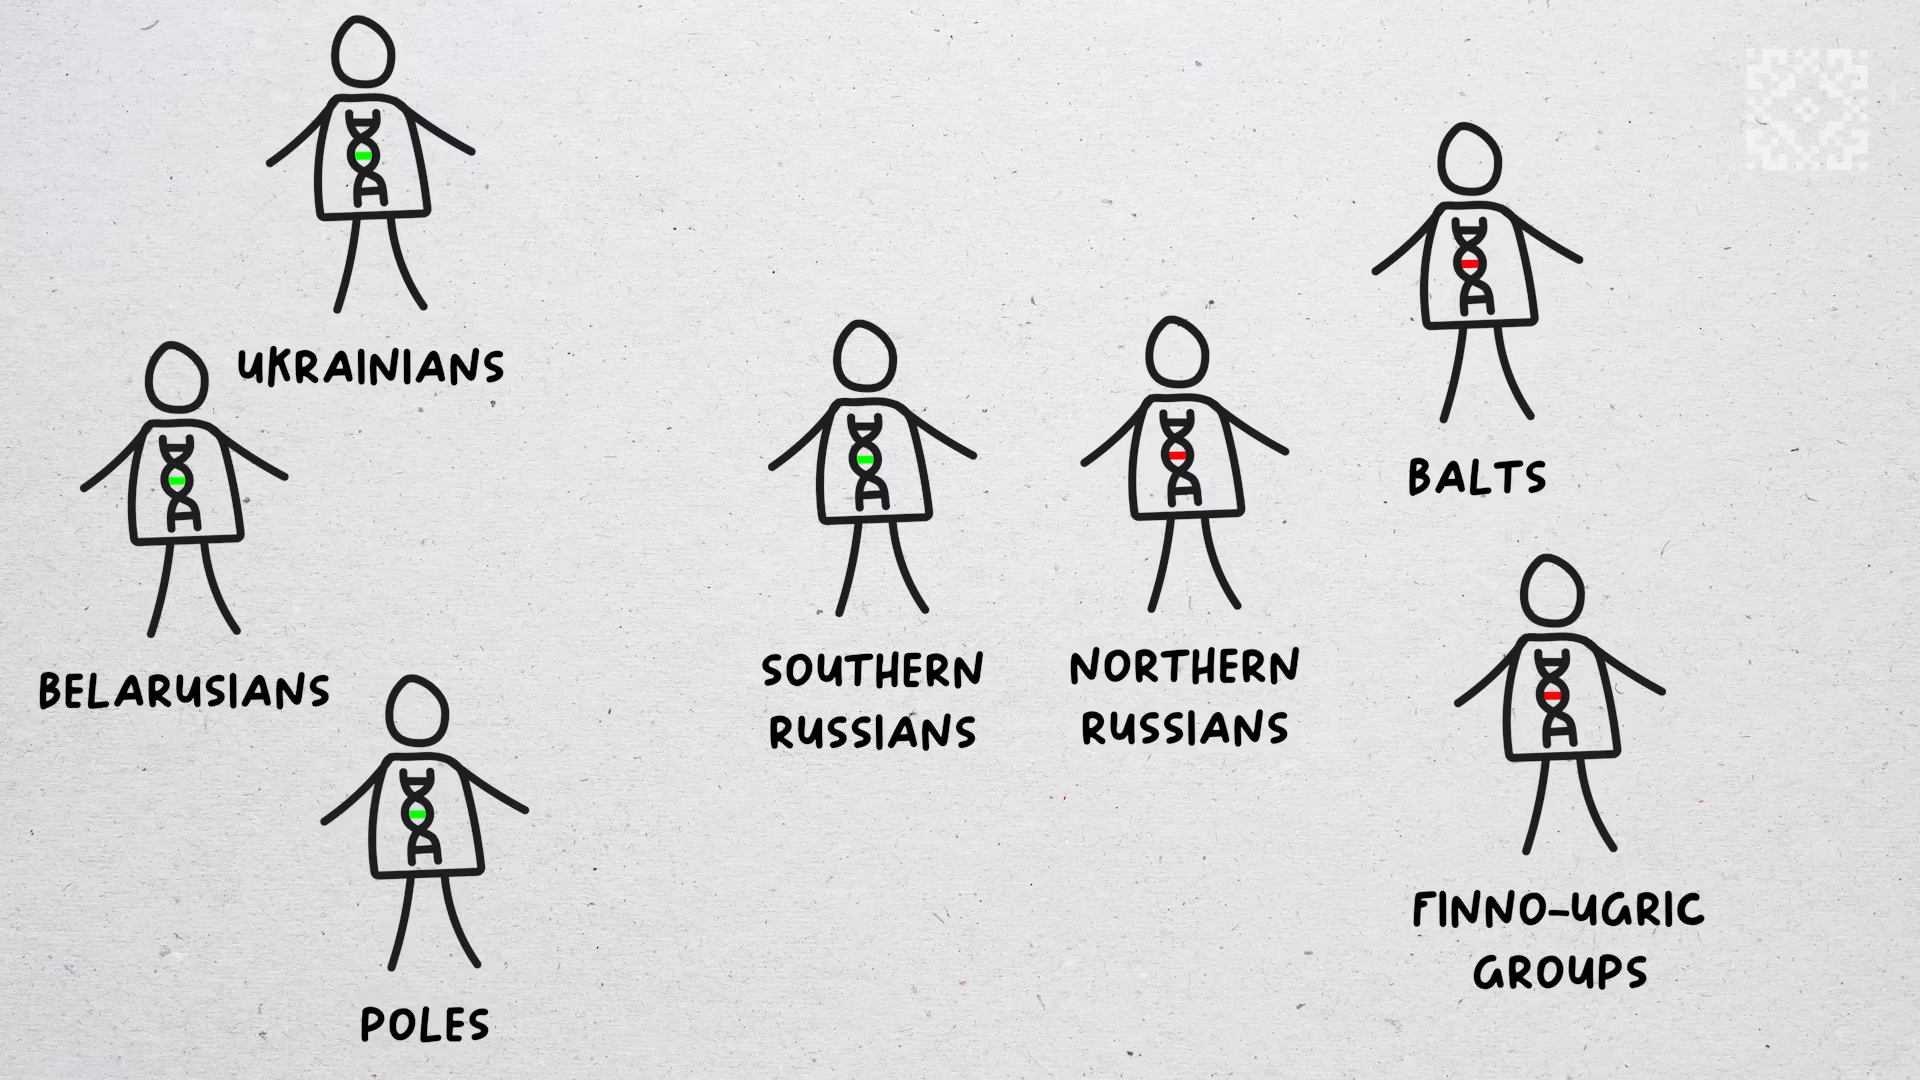 UKRAINIANS
BELARUSIANS
POLES
SOUTHERN
RUSSIANS
NORTHERN
RUSSIANS
BALTS
FINNO-UGRIC
GROUPS